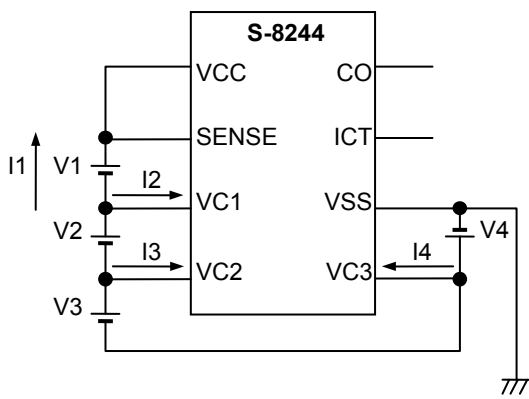 S-8244
VCC
CO
SENSE
ICT
I1
V1
I2
VC1
VSS
V2
V4
I3
VC2
VC3
I4
V3